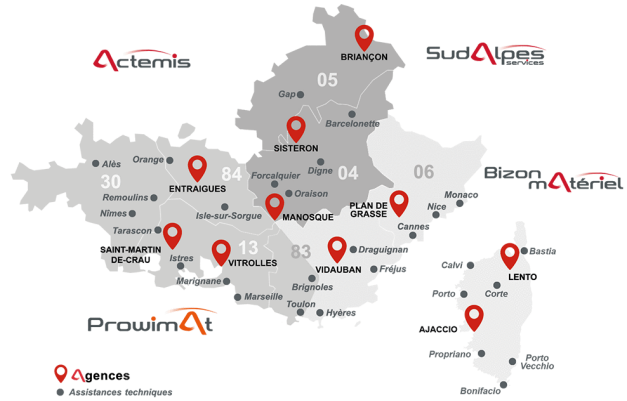 Actemis
SudAlpes
services
BRIANÇON
05
Gap
Barcelonette
SISTERON
Orange
Alès
84
Digne
04
06
Bizon
matériel
30
ENTRAIGUES
Forcalquier
Oraison
Remoulins
Nîmes
Isle-sur-Sorgue
MANOSQUE
PLAN DE
GRASSE
Monaco
Nice
Cannes
Tarascon
SAINT-MARTIN
DE-CRAU
Istres
13
VITROLLES
83
VIDAUBAN
Draguignan
Fréjus
Bastia
Calvi
LENTO
Marignane
Marseille
Brignoles
Toulon
Hyères
Corte
Porto
AJACCIO
ProwimAt
Propriano
Porto
Vecchio
Bonifacio
Agences
Assistances techniques